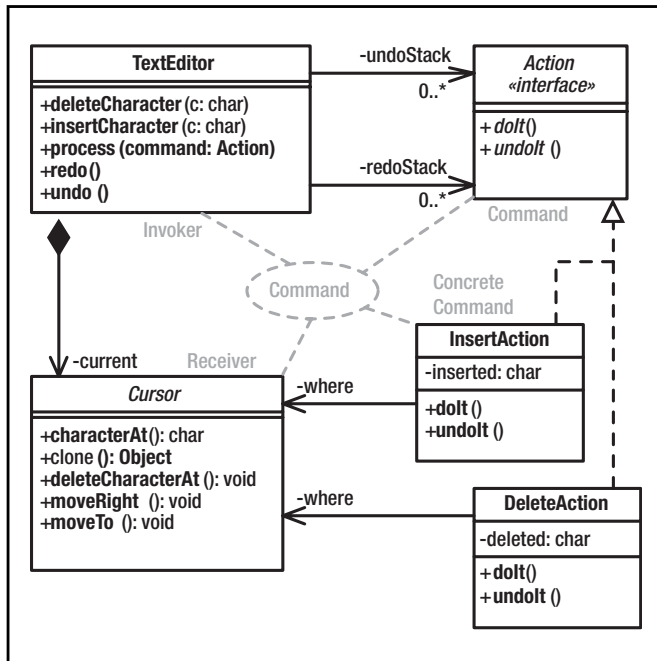 TextEditor
+deleteCharacter (c: char)
+insertCharacter (c: char)
+process (command: Action)
+redo()
+undo ()
-undoStack
0..*
-redoStack
0..*
Action
«interface»
+ doIt()
+ undoIt ()
Invoker
Command
Command
Concrete
Command
Receiver
-current
Cursor
+characterAt(): char
+clone (): Object
+deleteCharacterAt (): void
+moveRight (): void
+moveTo (): void
-where
InsertAction
-inserted: char
+doIt ()
+undoIt ()
-where
DeleteAction
-deleted: char
+ doIt()
+ undoIt ()